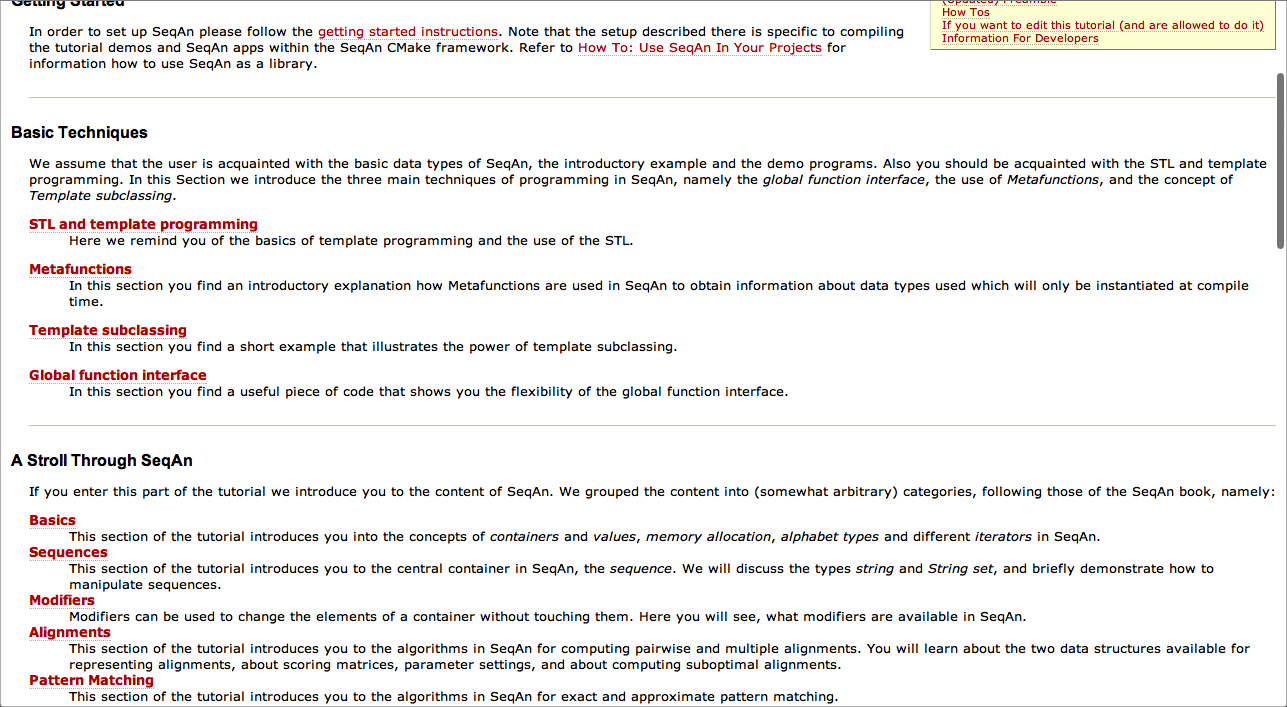 Getting Started
(Updated) Preamble
How Tos
If you want to edit this tutorial (and are allowed to do it)
Information For Developers
In order to set up SeqAn please follow the getting started instructions. Note that the setup described there is specific to compiling
the tutorial demos and SeqAn apps within the SeqAn CMake framework. Refer to How To: Use SeqAn In Your Projects for
information how to use SeqAn as a library.
Basic Techniques
We assume that the user is acquainted with the basic data types of SeqAn, the introductory example and the demo programs. Also you should be acquainted with the STL and template
programming. In this Section we introduce the three main techniques of programming in SeqAn, namely the global function interface, the use of Metafunctions, and the concept of
Template subclassing.
STL and template programming
Here we remind you of the basics of template programming and the use of the STL.
Metafunctions
In this section you find an introductory explanation how Metafunctions are used in SeqAn to obtain information about data types used which will only be instantiated at compile
time.
Template subclassing
In this section you find a short example that illustrates the power of template subclassing.
Global function interface
In this section you find a useful piece of code that shows you the flexibility of the global function interface.
A Stroll Through SeqAn
If you enter this part of the tutorial we introduce you to the content of SeqAn. We grouped the content into (somewhat arbitrary) categories, following those of the SeqAn book, namely:
Basics
This section of the tutorial introduces you into the concepts of containers and values, memory allocation, alphabet types and different iterators in SeqAn.
Sequences
This section of the tutorial introduces you to the central container in SeqAn, the sequence. We will discuss the types string and String set, and briefly demonstrate how to
manipulate sequences.
Modifiers
Modifiers can be used to change the elements of a container without touching them. Here you will see, what modifiers are available in SeqAn.
Alignments
This section of the tutorial introduces you to the algorithms in SeqAn for computing pairwise and multiple alignments. You will learn about the two data structures available for
representing alignments, about scoring matrices, parameter settings, and about computing suboptimal alignments.
Pattern Matching
This section of the tutorial introduces you to the algorithms in SeqAn for exact and approximate pattern matching.